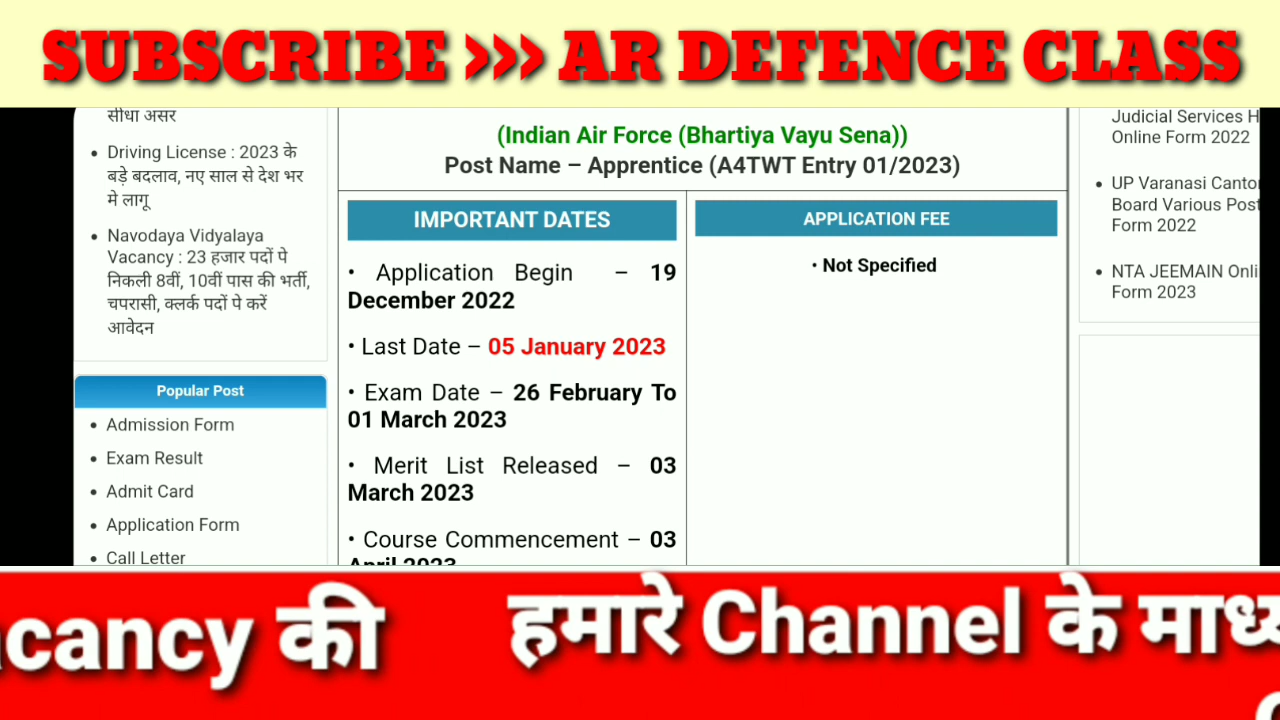 SUBSCRIBE >>> AR DEFENCE CLASS
सीधा असर
• Driving License : 2023 के
बड़े बदलाव, नए साल से देश भर
मे लागू
• Navodaya Vidyalaya
Vacancy : 23 हजार पदों पे
निकली 8वीं, 10वीं पास की भर्ती,
चपरासी, क्लर्क पदों पे करें
आवेदन
Popular Post
• Admission Form
• Exam Result
• Admit Card
• Application Form
• Call Letter
(Indian Air Force (Bhartiya Vayu Sena))
Post Name – Apprentice (A4TWT Entry 01/2023)
IMPORTANT DATES
• Application Begin – 19
December 2022
• Last Date – 05 January 2023
• Exam Date – 26 February To
01 March 2023
• Merit List Released – 03
March 2023
• Course Commencement – 03
April 2023
APPLICATION FEE
• Not Specified
Judicial Services H
Online Form 2022
• UP Varanasi Canto
Board Various Post
Form 2022
• NTA JEEMAIN Onli
Form 2023
acancy की हमारे Channel के माध्य